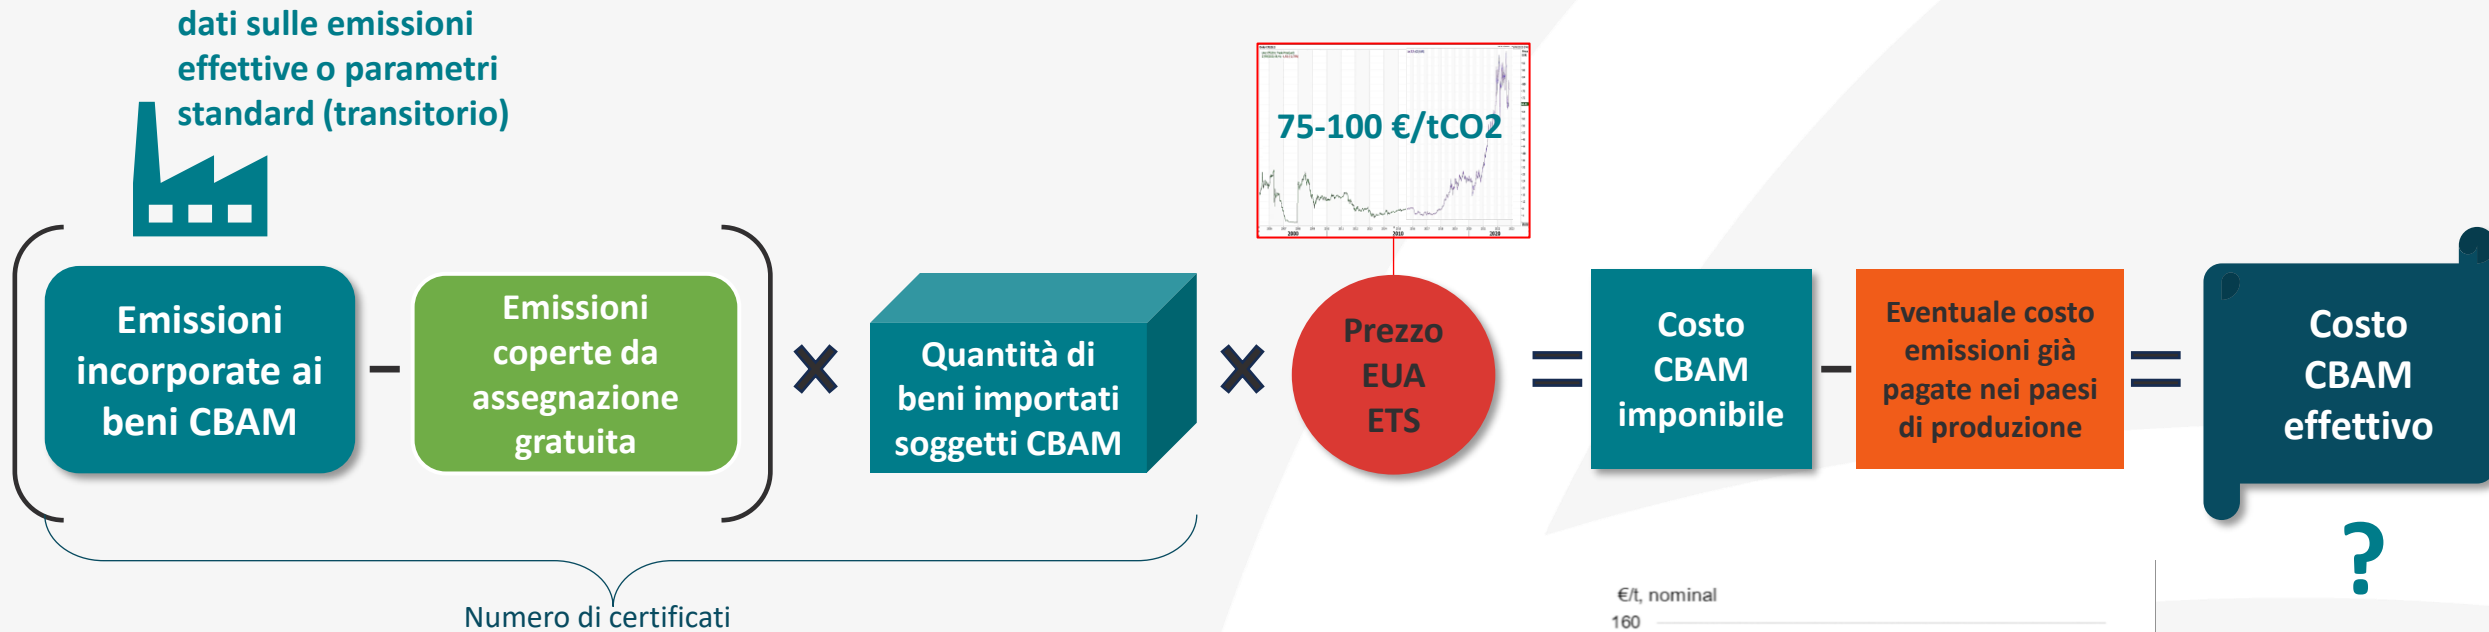 dati sulle emissioni
effettive o parametri
standard (transitorio)
75-100 €/tCO2
Emissioni
incorporate ai
beni CBAM
Emissioni
coperte da
assegnazione
gratuita
Quantità di
beni importati
soggetti CBAM
Prezzo
EUA
ETS
Costo
CBAM
imponibile
Eventuale costo
emissioni già
pagate nei paesi
di produzione
Costo
CBAM
effettivo
?
Numero di certificati
€/t, nominal
160